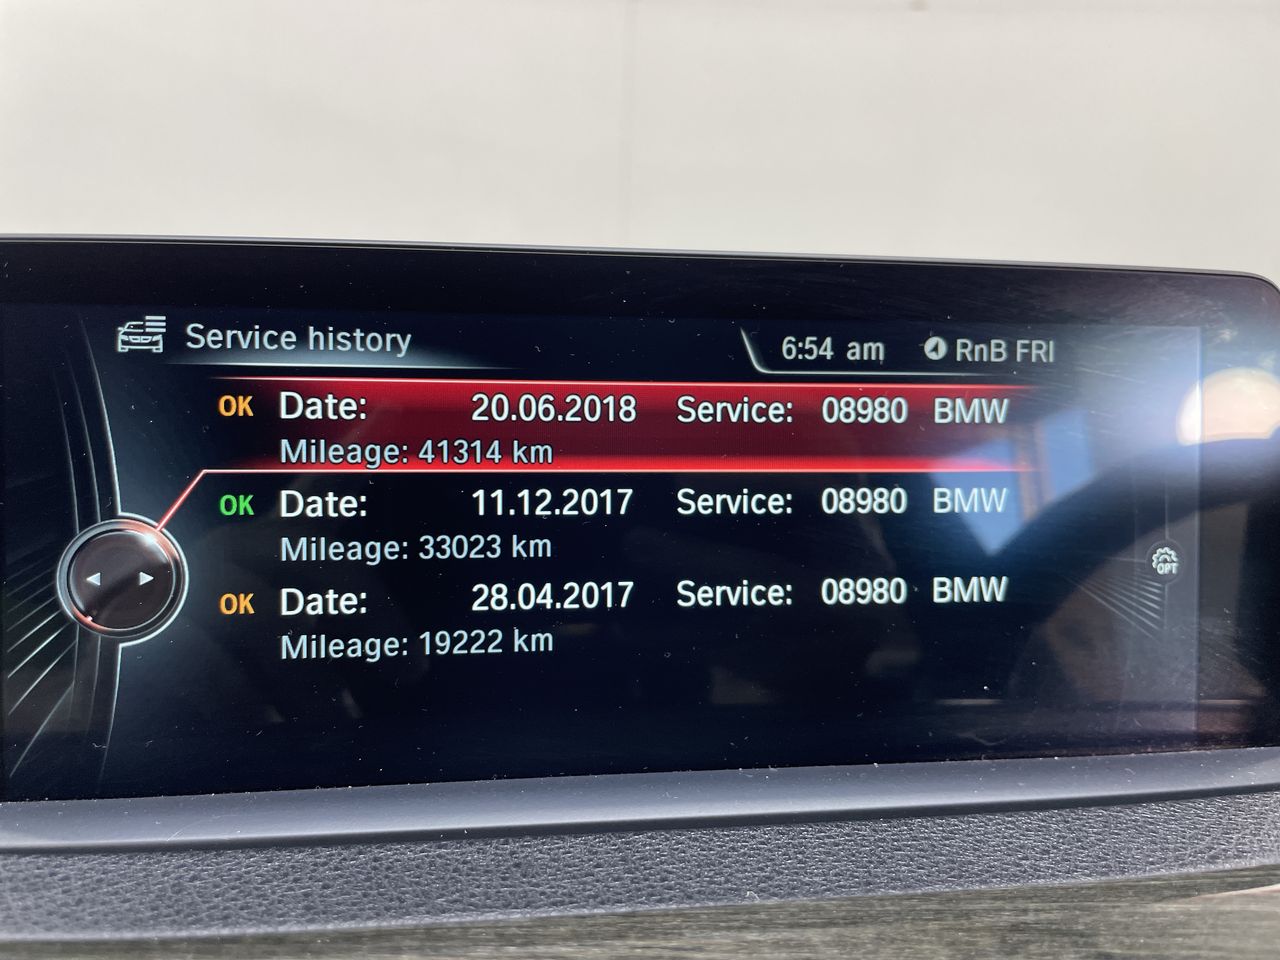 Service history 6:54 am RnB FRI
OK Date: 20.06.2018 Service: 08980 BMW
Mileage: 41314 km
OK Date: 11.12.2017 Service: 08980 BMW
Mileage: 33023 km
OK Date: 28.04.2017 Service: 08980 BMW
Mileage: 19222 km
OPT